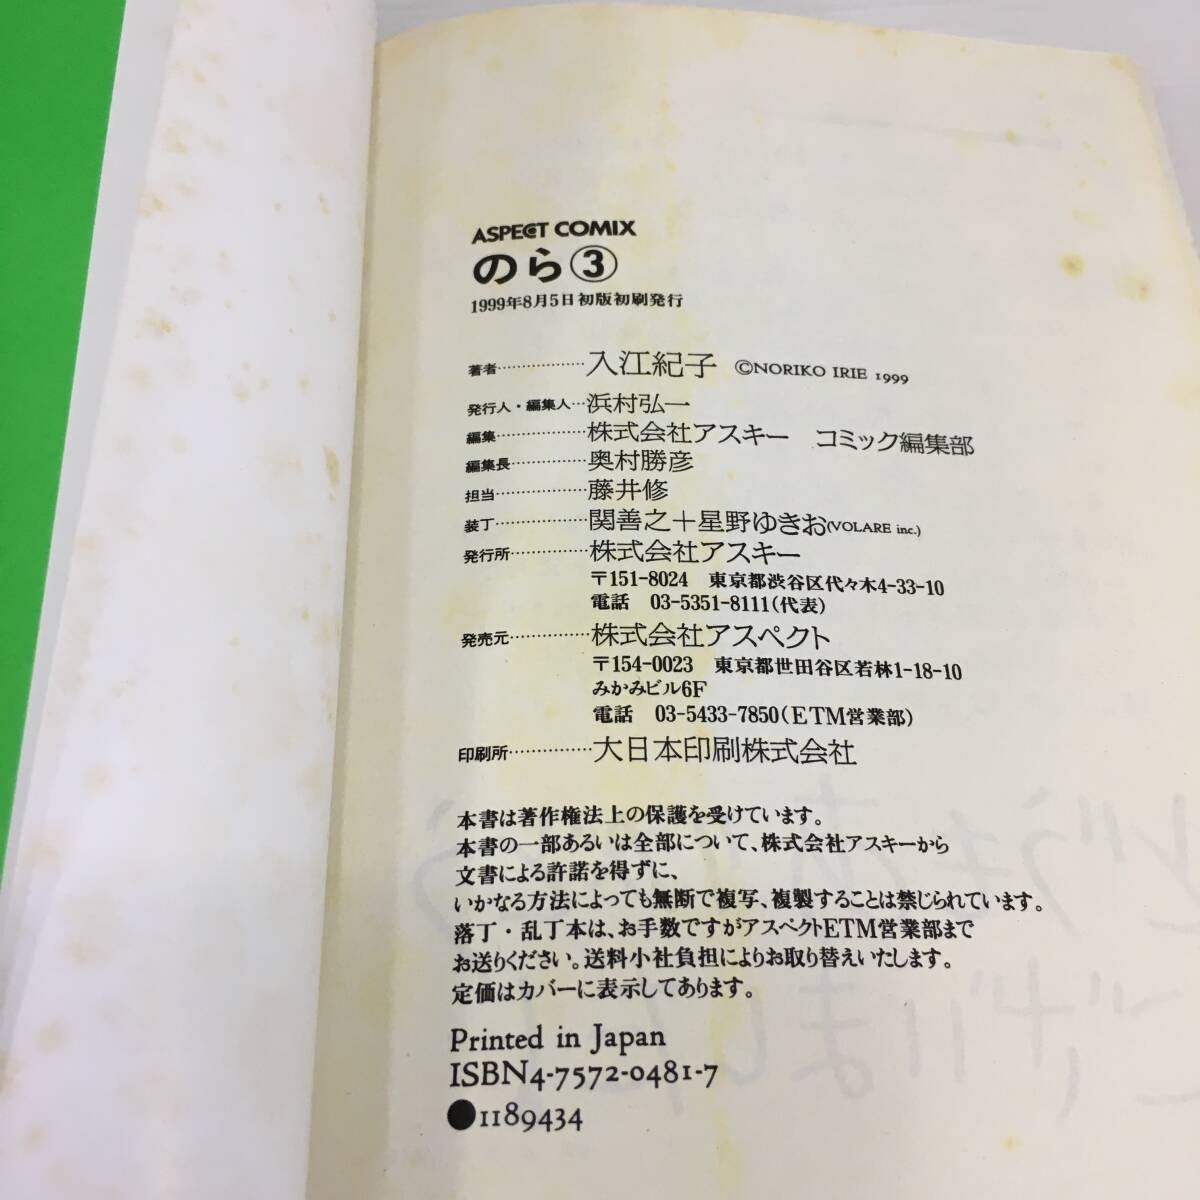 ASPECT COMIX
のら③
1999年8月5日初版初刷発行
著者………………入江紀子 ©NORIKO IRIE 1999
発行人・編集人…浜村弘一
編集………………株式会社アスキー　コミック編集部
編集長……………奥村勝彦
担当………………藤井修
装丁………………関善之＋星野ゆきお(VOLARE inc.)
発行所……………株式会社アスキー
〒151-8024　東京都渋谷区代々木4-33-10
電話　03-5351-8111(代表)
発売元……………株式会社アスペクト
〒154-0023　東京都世田谷区若林1-18-10
みかみビル6F
電話　03-5433-7850(ETM営業部)
印刷所……………大日本印刷株式会社
本書は著作権法上の保護を受けています。
本書の一部あるいは全部について、株式会社アスキーから
文書による許諾を得ずに、
いかなる方法によっても無断で複写、複製することは禁じられています。
落丁・乱丁本は、お手数ですがアスペクトETM営業部まで
お送りください。送料小社負担によりお取り替えいたします。
定価はカバーに表示してあります。
Printed in Japan
ISBN4-7572-0481-7
●1189434